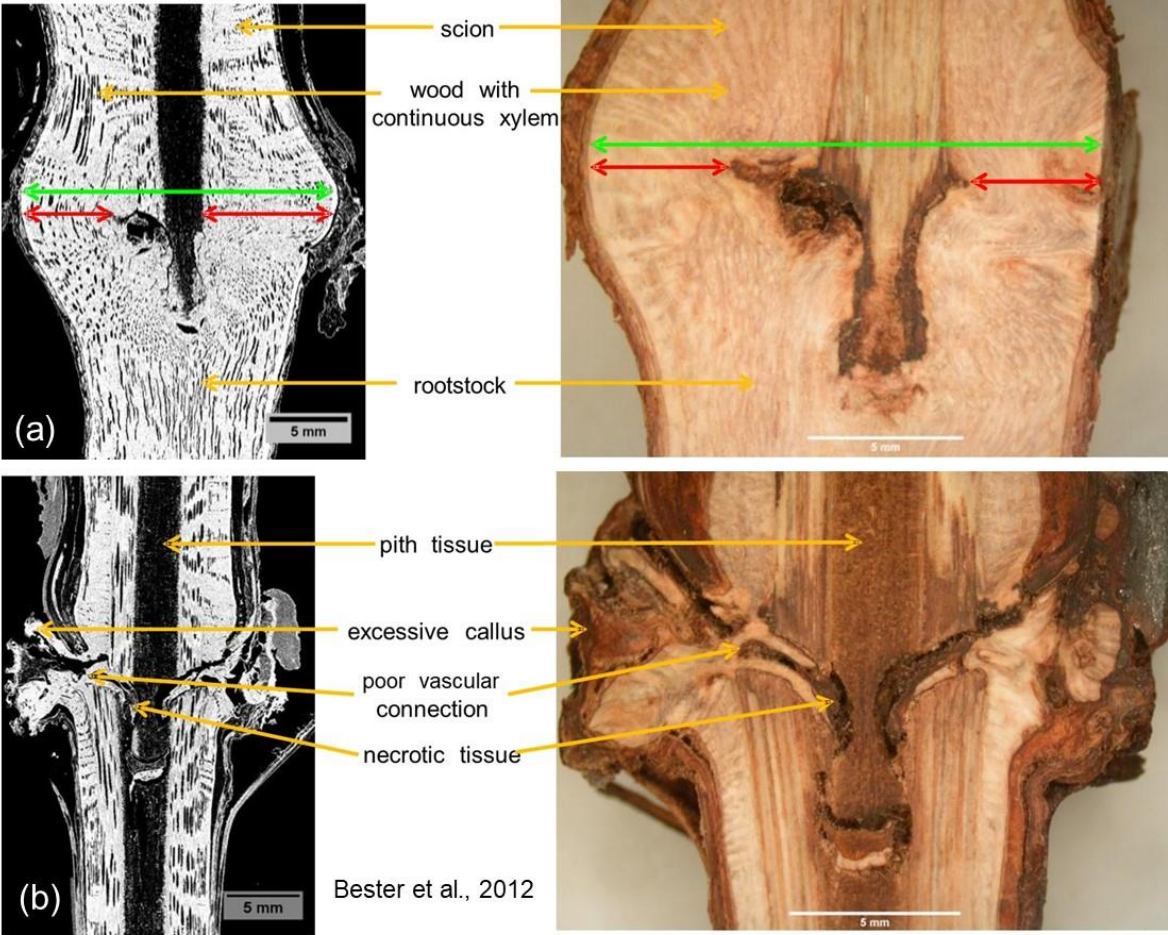 scion
wood with
continuous xylem
rootstock
5 mm
5 mm
(a)
pith tissue
excessive callus
poor vascular
connection
necrotic tissue
5 mm
5 mm
(b)
Bester et al., 2012